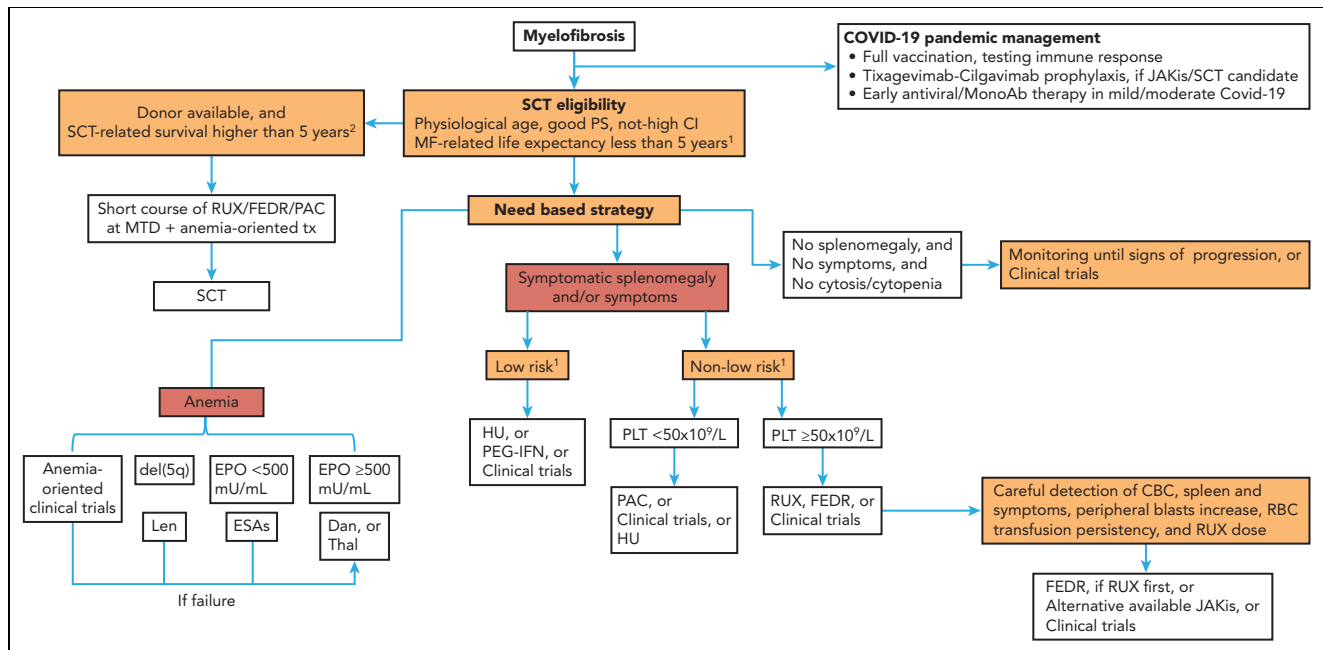 Myelofibrosis
COVID-19 pandemic management
• Full vaccination, testing immune response
• Tixagevimab-Cilgavimab prophylaxis, if JAKis/SCT candidate
• Early antiviral/MonoAb therapy in mild/moderate Covid-19
Donor available, and
SCT-related survival higher than 5 years²
SCT eligibility
Physiological age, good PS, not-high CI
MF-related life expectancy less than 5 years¹
Short course of RUX/FEDR/PAC
at MTD + anemia-oriented tx
SCT
Need based strategy
No splenomegaly, and
No symptoms, and
No cytosis/cytopenia
Monitoring until signs of progression, or
Clinical trials
Symptomatic splenomegaly
and/or symptoms
Low risk¹
Non-low risk¹
Anemia
HU, or
PEG-IFN, or
Clinical trials
PLT <50x10⁹/L
PLT ≥50x10⁹/L
Anemia-
oriented
clinical trials
del(5q)
EPO <500
mU/mL
EPO ≥500
mU/mL
Len
ESAs
Dan, or
Thal
If failure
PAC, or
Clinical trials, or
HU
RUX, FEDR, or
Clinical trials
Careful detection of CBC, spleen and
symptoms, peripheral blasts increase, RBC
transfusion persistency, and RUX dose
FEDR, if RUX first, or
Alternative available JAKis, or
Clinical trials